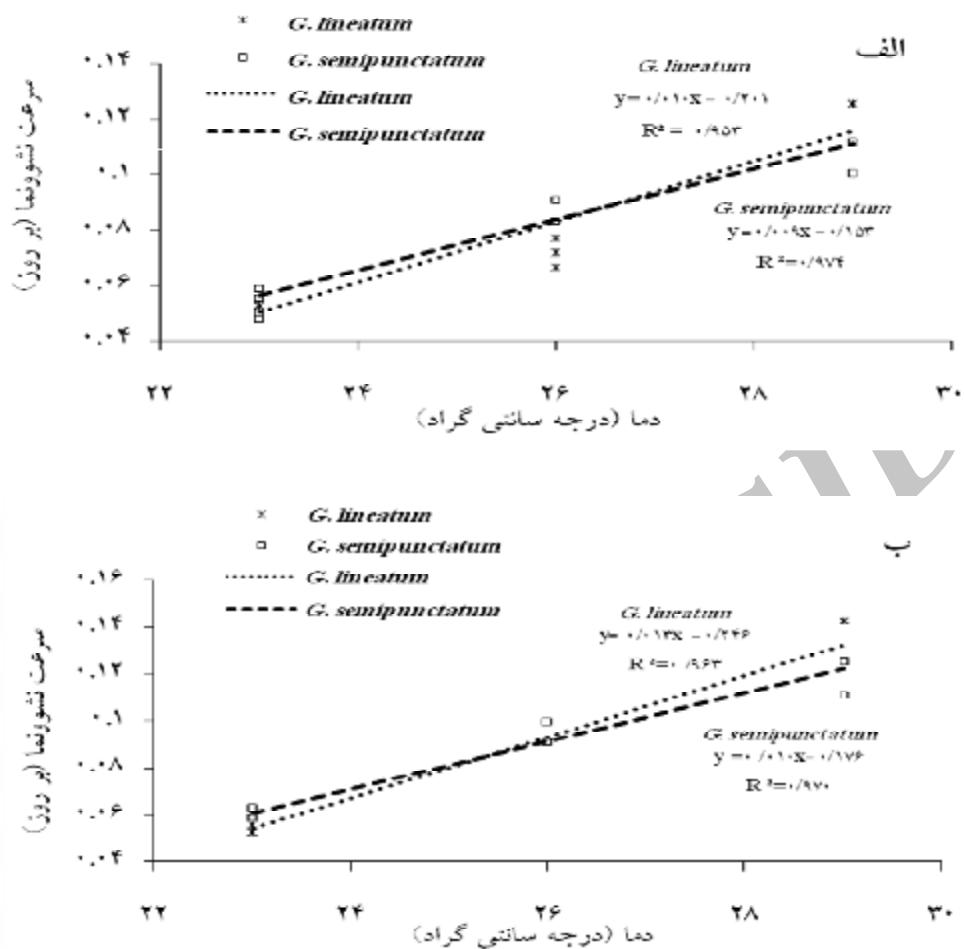 الف
G. lineatum
G. semipunctatum
G. lineatum
G. semipunctatum
G. lineatum
y=۰/۰۱۰x-۰/۲۰۱
R² = ۰/۹۵۳
G. semipunctatum
y=۰/۰۰۹x-۰/۱۵۳
R²=۰/۹۷۴
سرعت نشوونما (بر روز)
۰.۱۴
۰.۱۲
۰.۱
۰.۰۸
۰.۰۶
۰.۰۴
۲۲ ۲۴ ۲۶ ۲۸ ۳۰
دما (درجه سانتی گراد)
ب
G. lineatum
G. semipunctatum
G. lineatum
G. semipunctatum
G. lineatum
y=۰/۰۱۳x-۰/۲۴۶
R²=۰/۹۶۳
G. semipunctatum
y=۰/۰۱۰x-۰/۱۷۶
R²=۰/۹۷۰
سرعت نشوونما (بر روز)
۰.۱۶
۰.۱۴
۰.۱۲
۰.۱
۰.۰۸
۰.۰۶
۰.۰۴
۲۲ ۲۴ ۲۶ ۲۸ ۳۰
دما (درجه سانتی گراد)